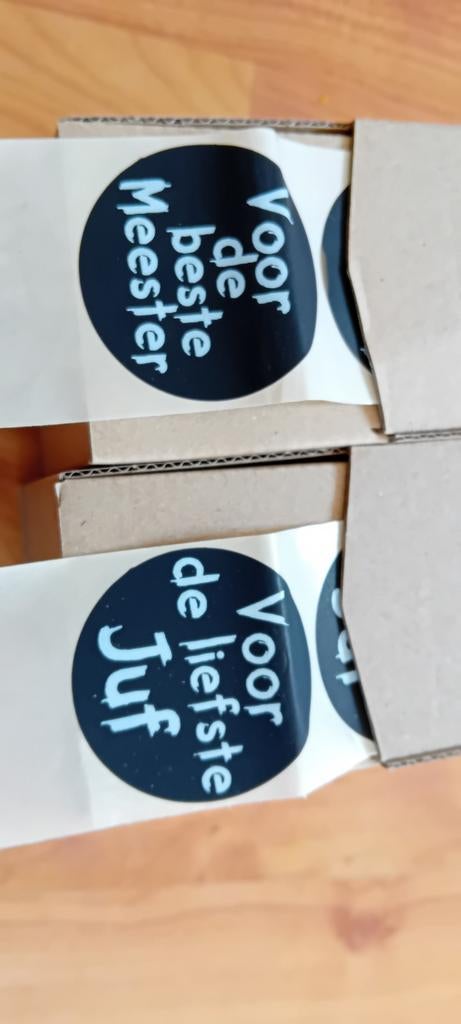 Voor
de
beste
Meester
Voor
de liefste
Juf